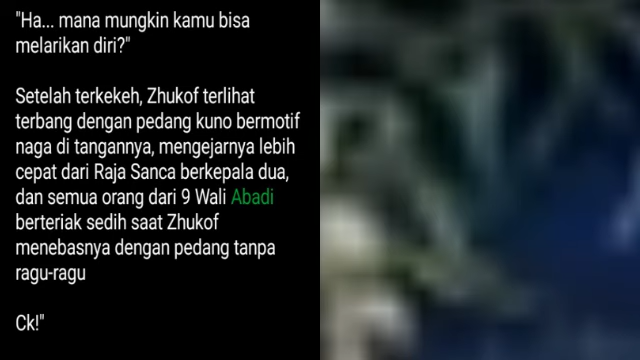 "Ha... mana mungkin kamu bisa
melarikan diri?"
Setelah terkekeh, Zhukof terlihat
terbang dengan pedang kuno bermotif
naga di tangannya, mengejarnya lebih
cepat dari Raja Sanca berkepala dua,
dan semua orang dari 9 Wali Abadi
berteriak sedih saat Zhukof
menebasnya dengan pedang tanpa
ragu-ragu
Ck!"